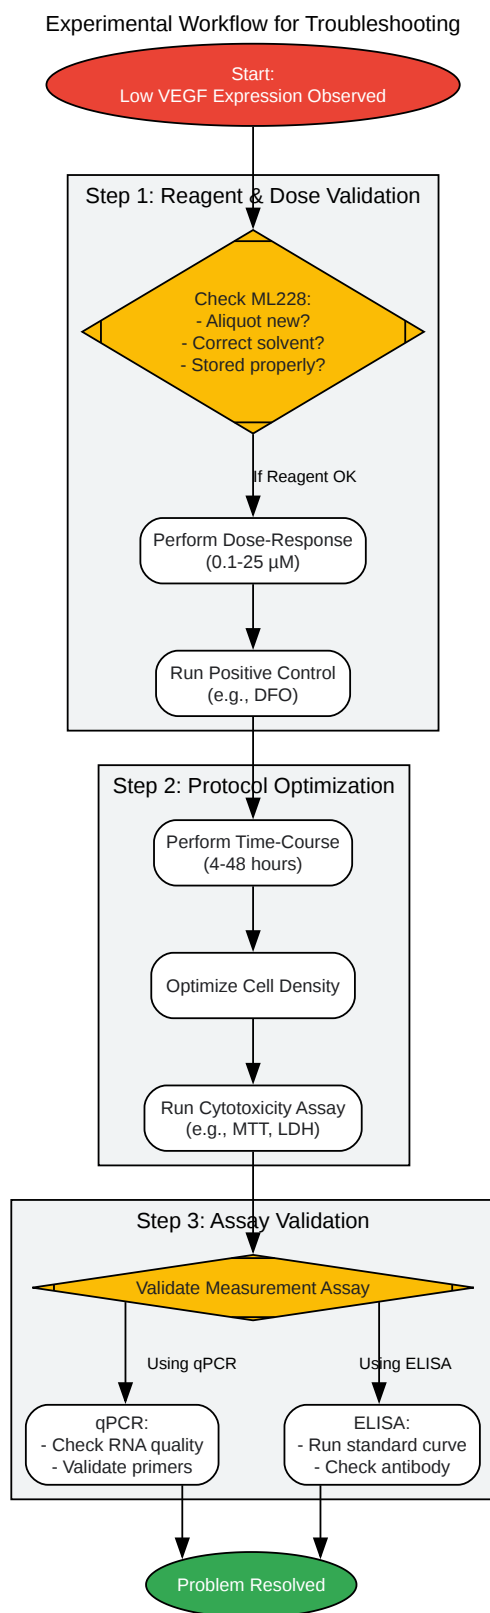 Experimental Workflow for Troubleshooting
Start:
Low VEGF Expression Observed
Step 1: Reagent & Dose Validation
Check ML228:
- Aliquot new?
- Correct solvent?
- Stored properly?
If Reagent OK
Perform Dose-Response
(0.1-25 µM)
Run Positive Control
(e.g., DFO)
Step 2: Protocol Optimization
Perform Time-Course
(4-48 hours)
Optimize Cell Density
Run Cytotoxicity Assay
(e.g., MTT, LDH)
Step 3: Assay Validation
Validate Measurement Assay
Using qPCR
Using ELISA
qPCR:
- Check RNA quality
- Validate primers
ELISA:
- Run standard curve
- Check antibody
Problem Resolved